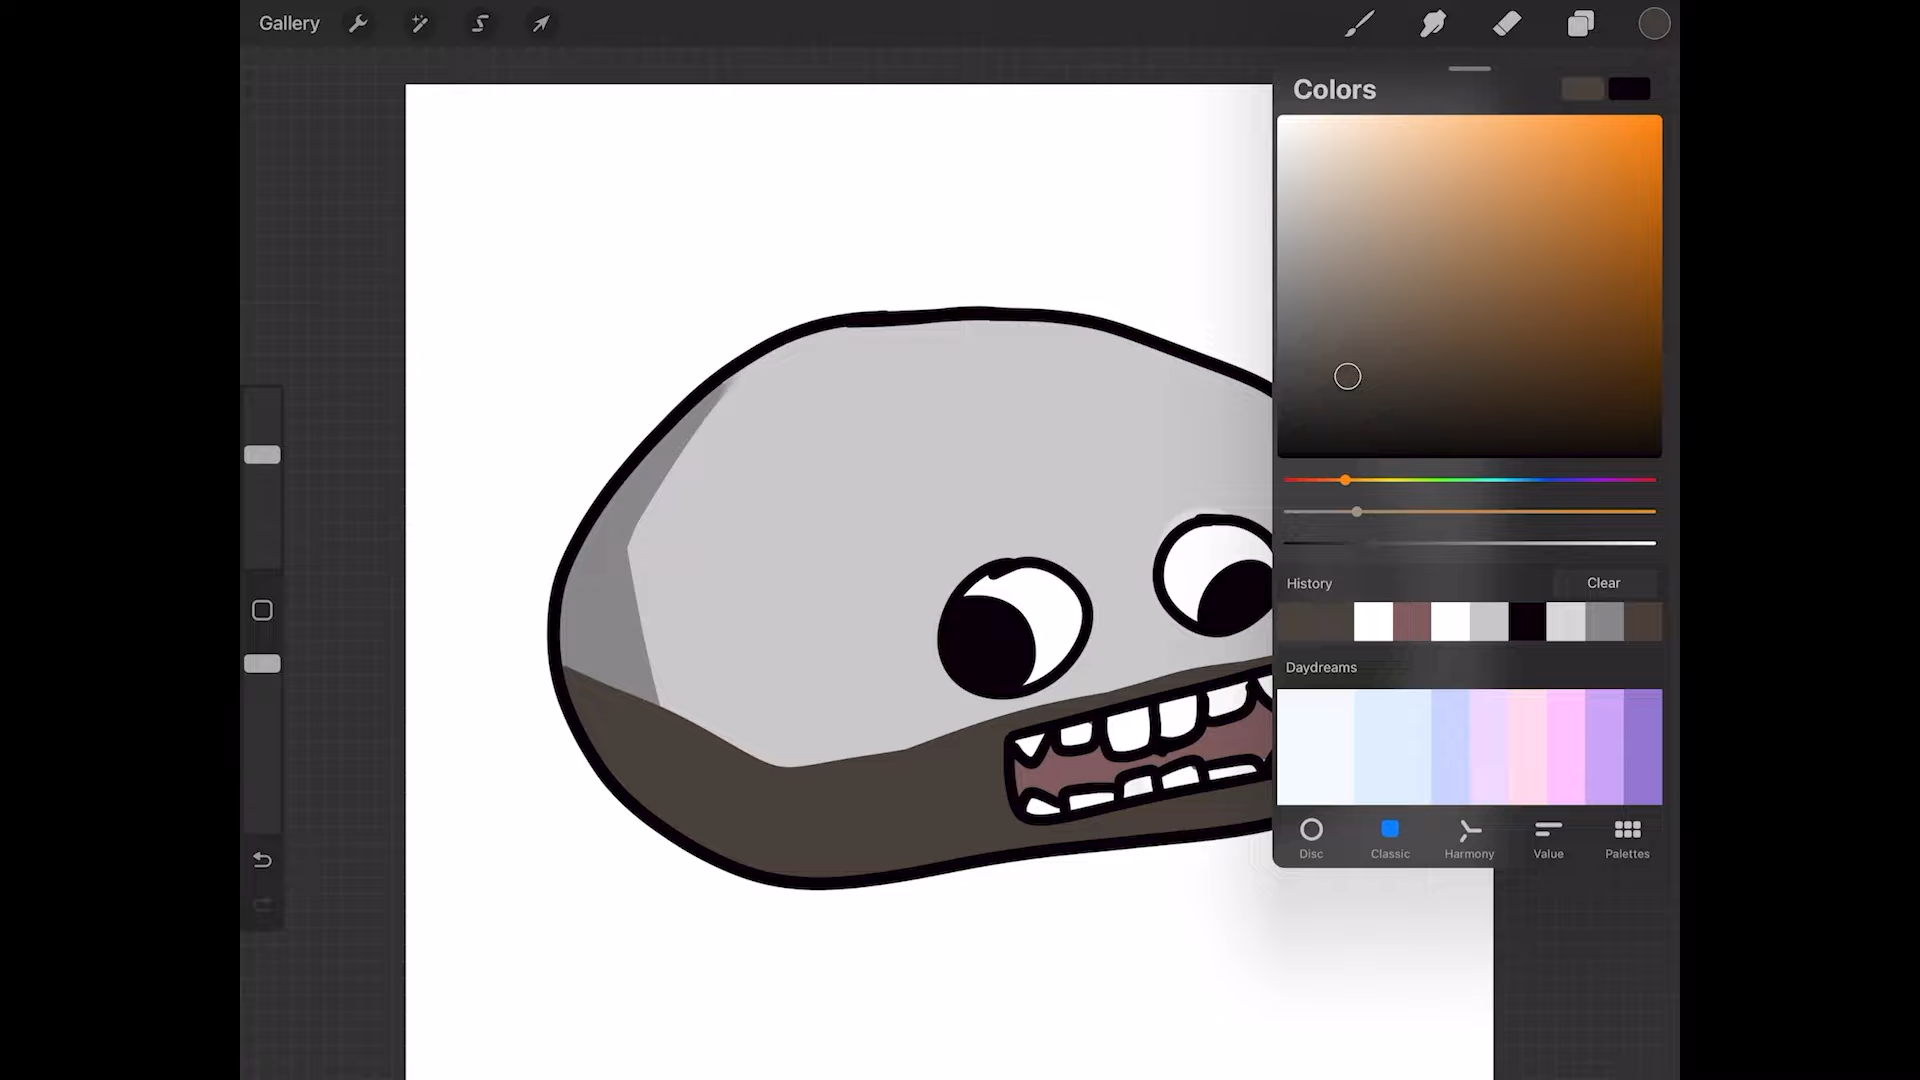 Gallery
Colors
History
Clear
Daydreams
Disc
Classic
Harmony
Value
Palettes